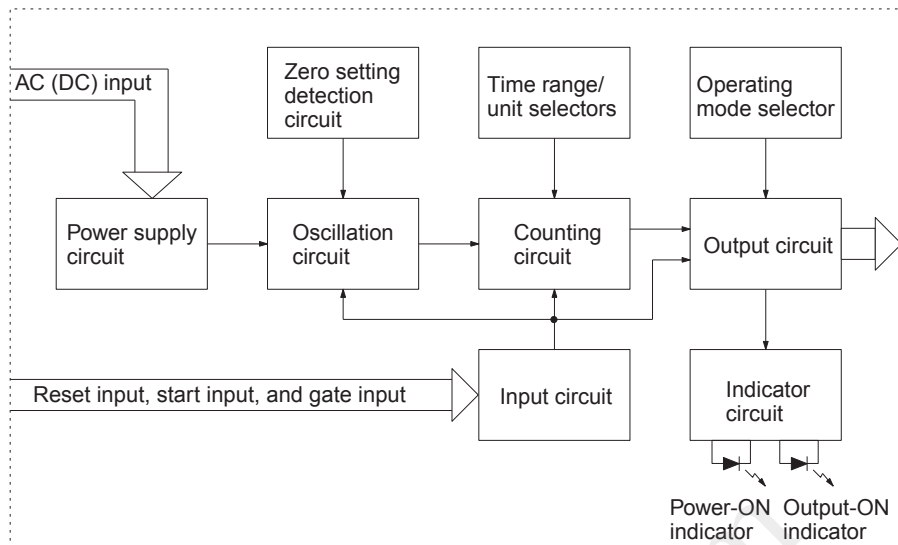 AC (DC) input
Zero setting
detection
circuit
Time range/
unit selectors
Operating
mode selector
Power supply
circuit
Oscillation
circuit
Counting
circuit
Output circuit
Reset input, start input, and gate input
Input circuit
Indicator
circuit
Power-ON
indicator
Output-ON
indicator